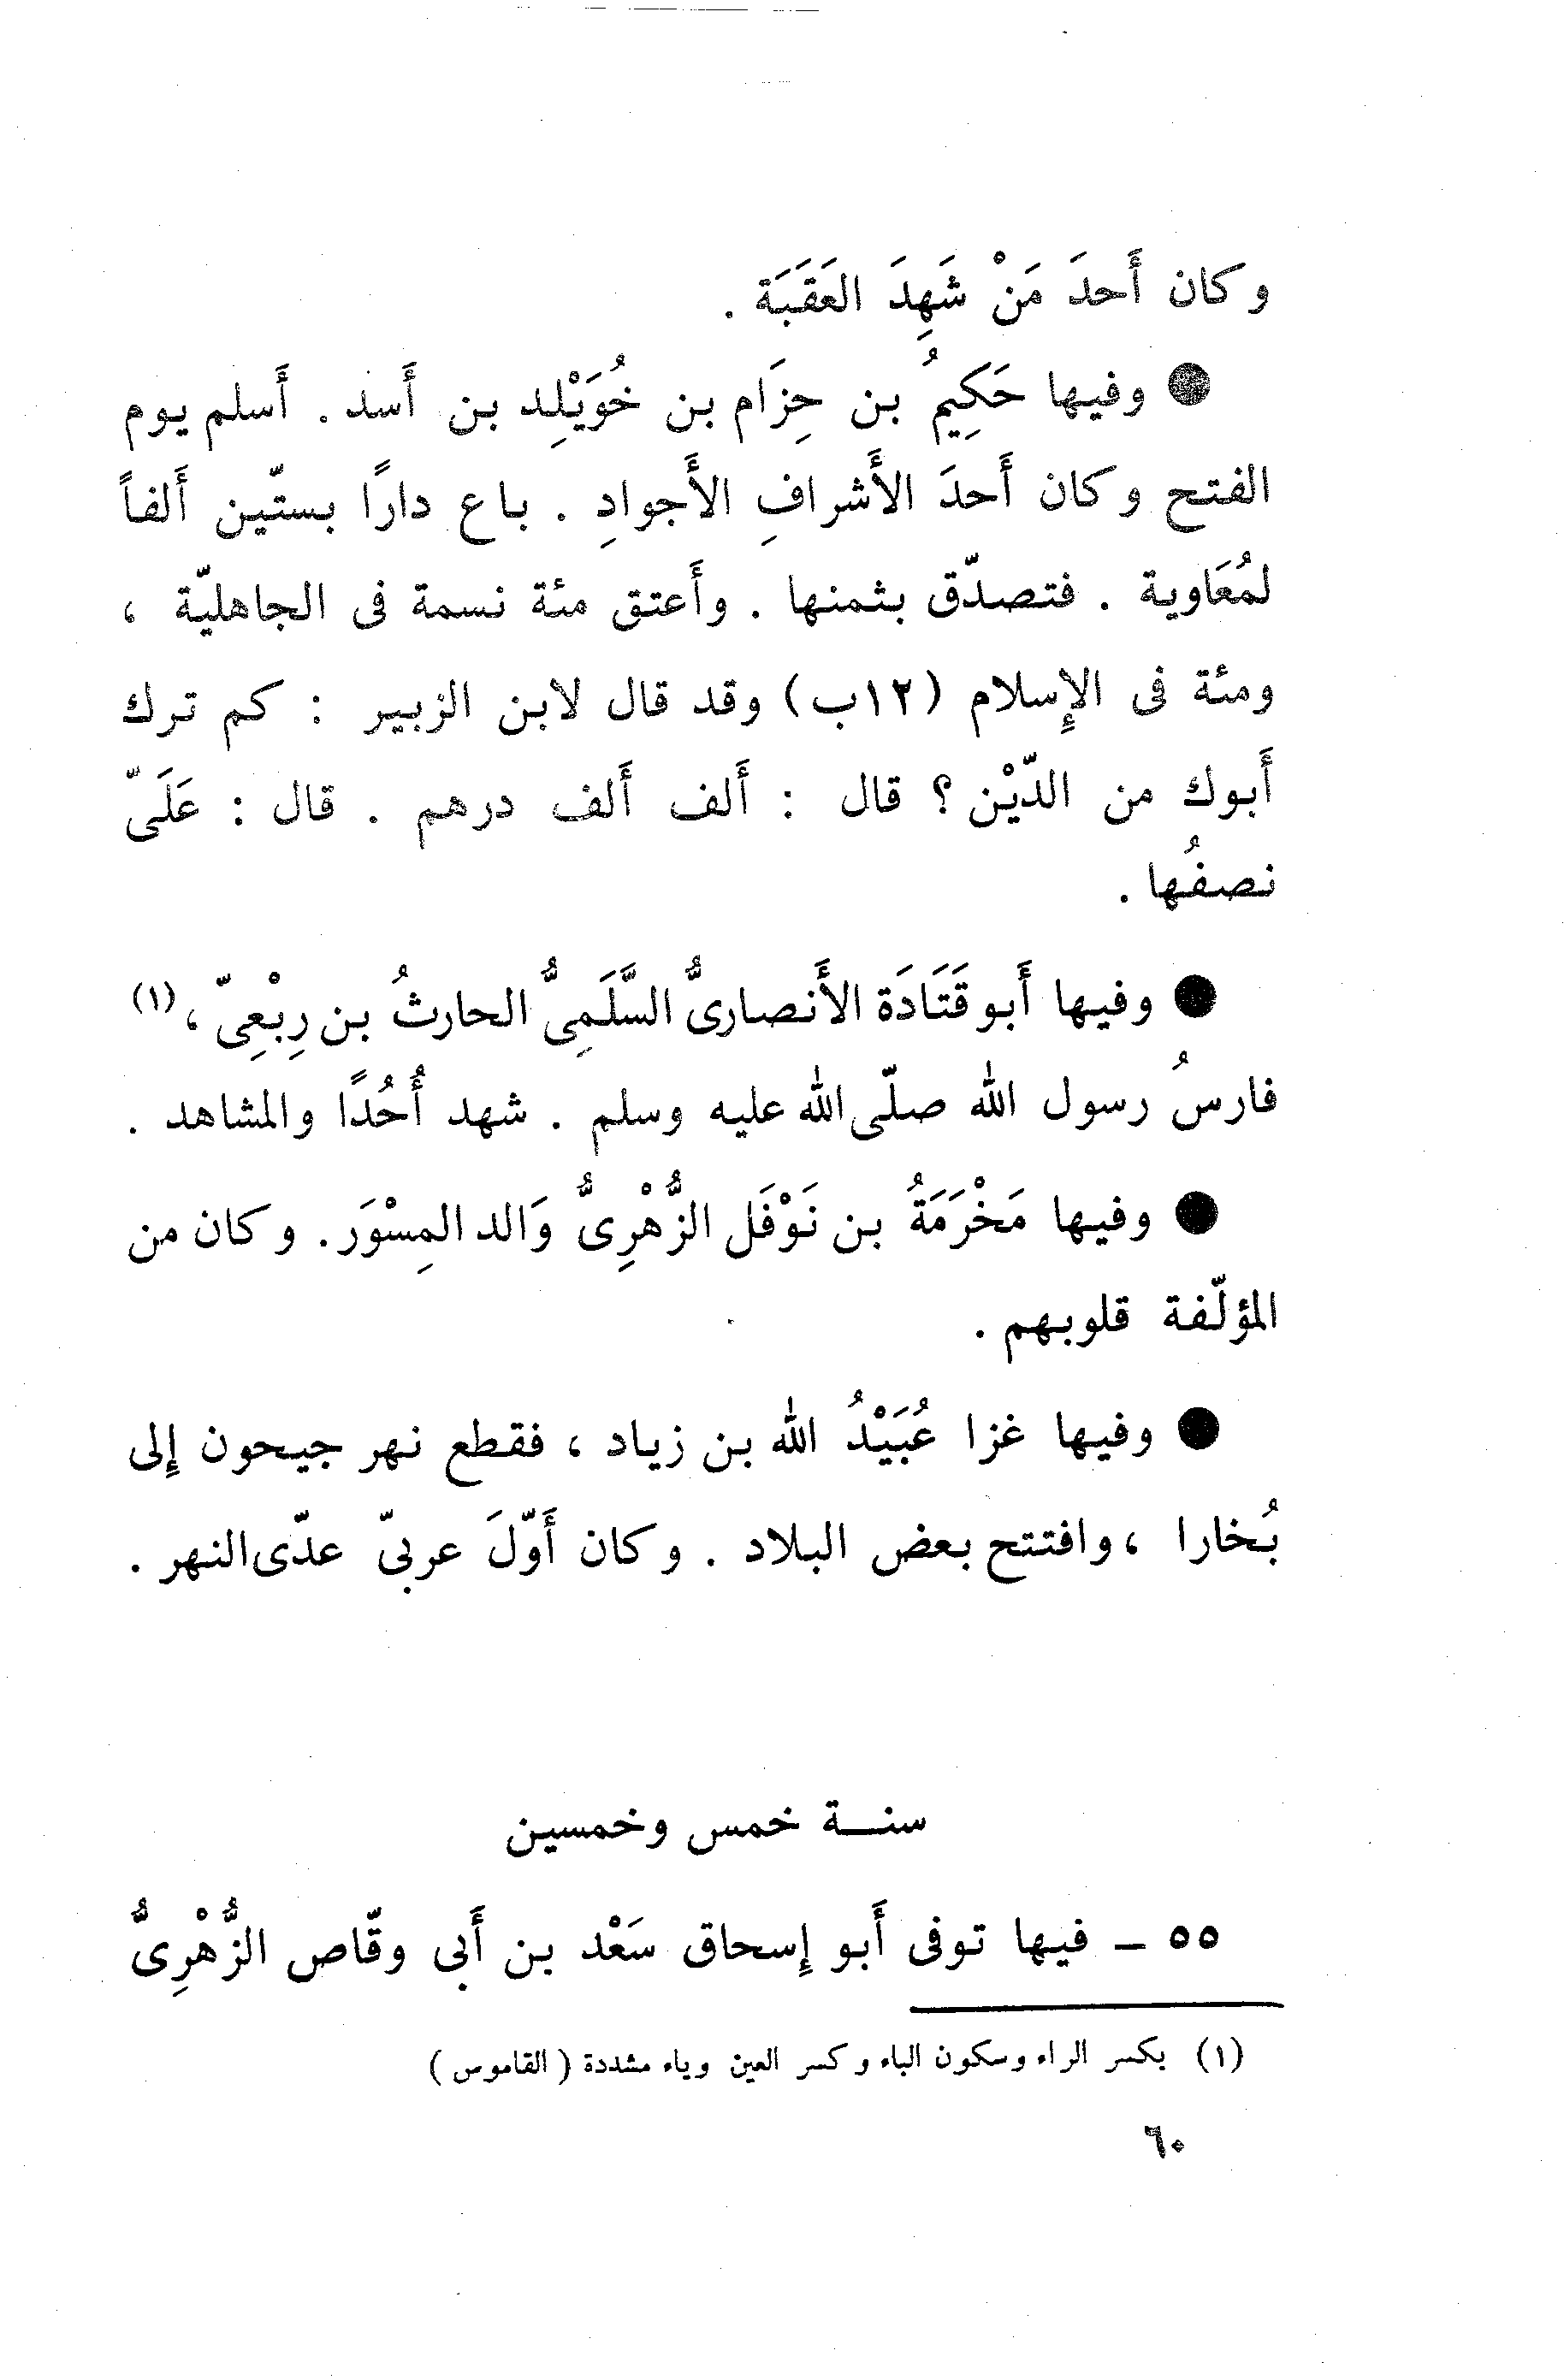 وكان أَحدَ مَنْ شَهِدَ العَقَبَة .
● وفيها حَكِيمُ بن حِزَام بن خُوَيْلِد بن أَسد . أَسلم يوم
الفتح وكان أَحدَ الأَشرافِ الأَجوادِ . باع دارًا بستّين أَلفاً
لمُعَاوية . فتصدّق بثمنها . وأَعتق مئة نسمة فى الجاهليّة ،
ومئة فى الإِسلام (١٢ب) وقد قال لابن الزبير : كم ترك
أَبوك من الدّيْن ؟ قال : أَلف أَلف درهم . قال : عَلَىّ
نصفُها .
● وفيها أَبو قَتَادَة الأَنصارىُّ السَّلَمِىُّ الحارثُ بن رِبْعِىّ ، (١)
فارسُ رسول الله صلّى الله عليه وسلم . شهد أُحُدًا والمشاهد .
● وفيها مَخْرَمَةُ بن نَوْفَل الزُّهْرِىُّ وَالد المِسْوَر . وكان من
المؤلّفة قلوبهم .
● وفيها غزا عُبَيْدُ الله بن زياد ، فقطع نهر جيحون إِلى
بُخارا ، وافتتح بعض البلاد . وكان أَوّلَ عربىّ عدّى النهر .
سنــة خمس وخمسين
٥٥ – فيها توفى أَبو إِسحاق سَعْد بن أَبى وقّاص الزُّهْرِىُّ
(١) بكسر الراء وسكون الباء وكسر العين وياء مشددة ( القاموس )
٦٠